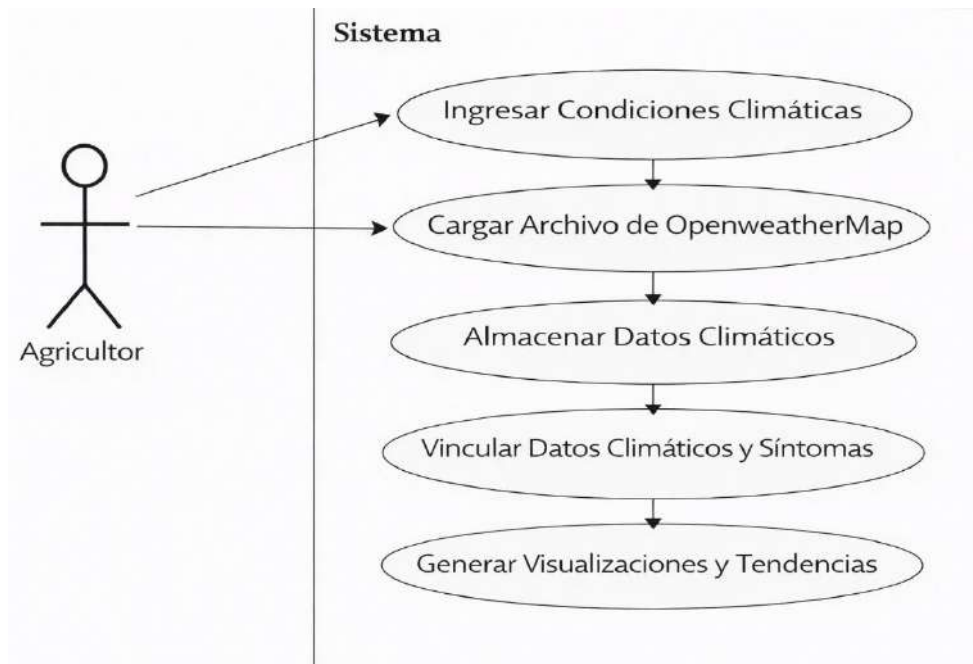 Sistema
Ingresar Condiciones Climáticas
Cargar Archivo de OpenweatherMap
Almacenar Datos Climáticos
Agricultor
Vincular Datos Climáticos y Síntomas
Generar Visualizaciones y Tendencias